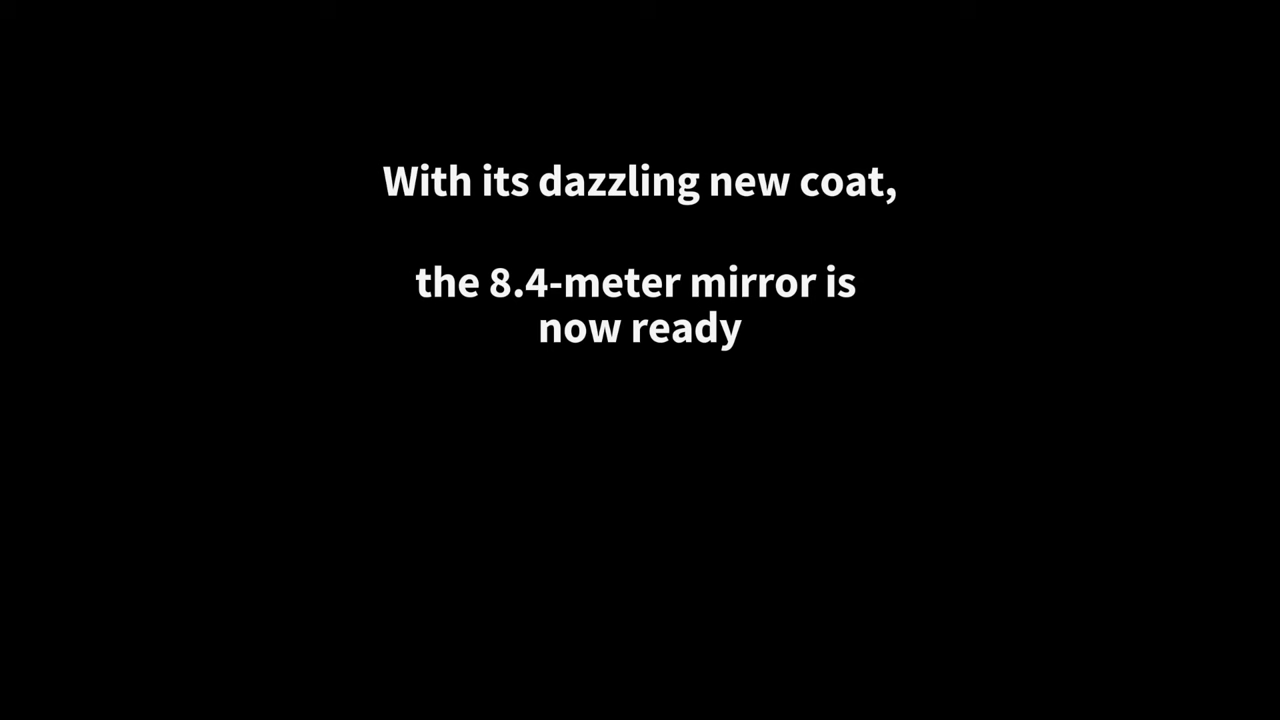 With its dazzling new coat,
the 8.4-meter mirror is
now ready